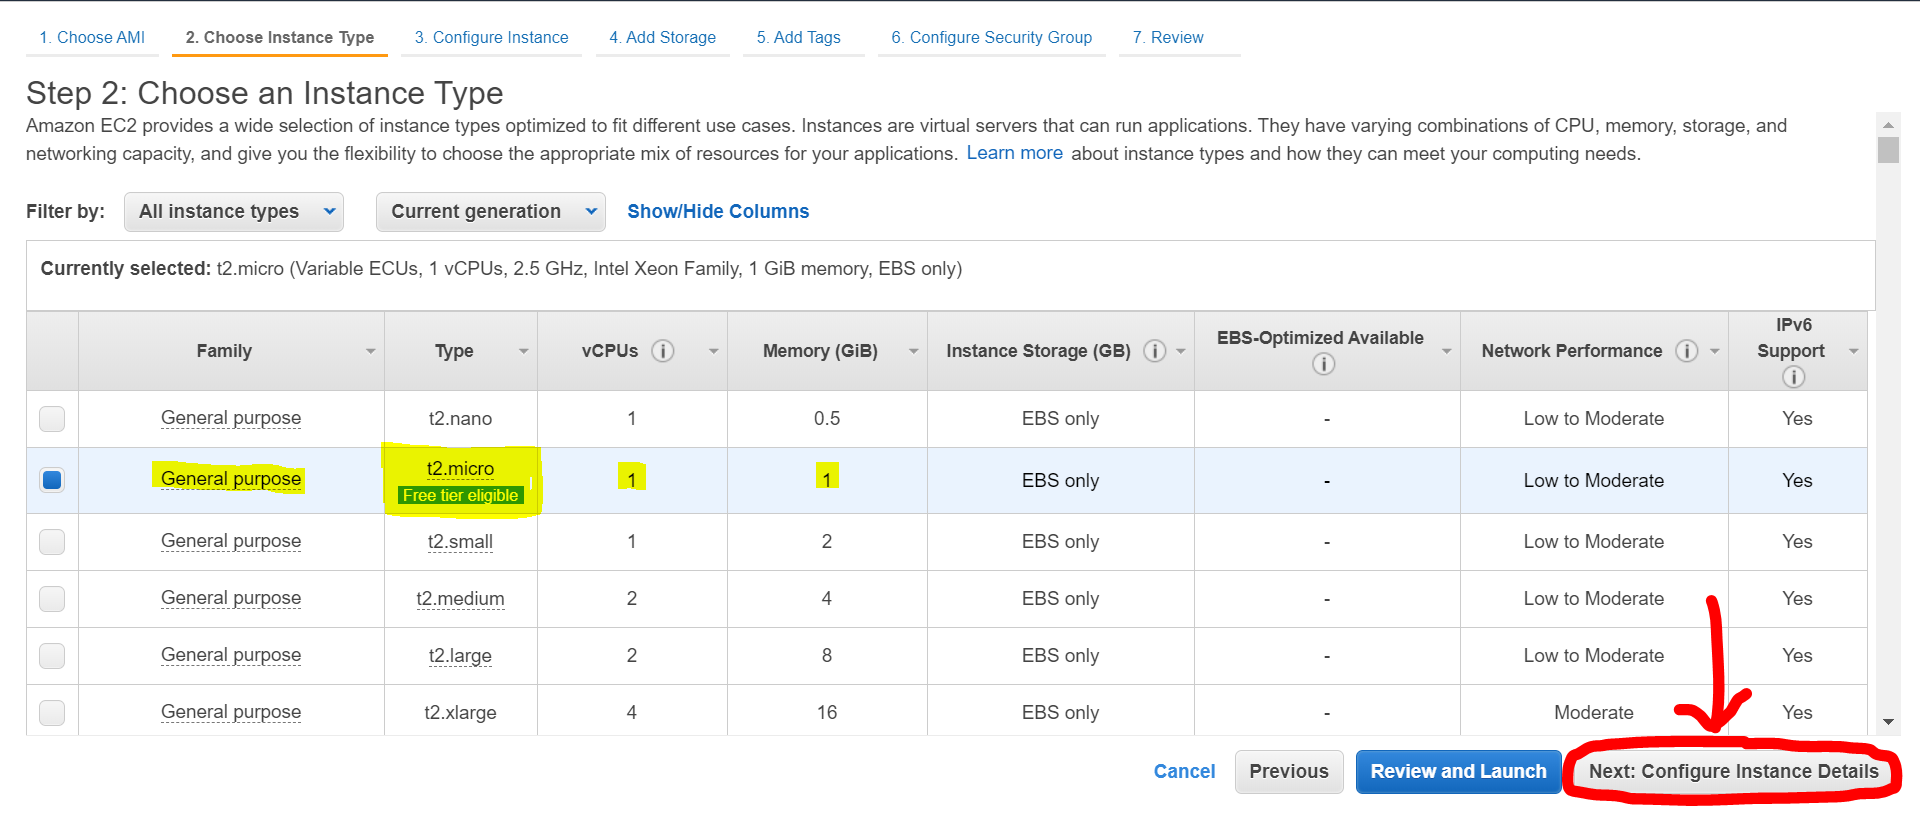 1. Choose AMI 2. Choose Instance Type 3. Configure Instance 4. Add Storage 5. Add Tags 6. Configure Security Group 7. Review
Step 2: Choose an Instance Type
Amazon EC2 provides a wide selection of instance types optimized to fit different use cases. Instances are virtual servers that can run applications. They have varying combinations of CPU, memory, storage, and
networking capacity, and give you the flexibility to choose the appropriate mix of resources for your applications. Learn more about instance types and how they can meet your computing needs.
Filter by: All instance types Current generation Show/Hide Columns
Currently selected: t2.micro (Variable ECUs, 1 vCPUs, 2.5 GHz, Intel Xeon Family, 1 GiB memory, EBS only)
Family Type vCPUs i Memory (GiB) Instance Storage (GB) i EBS-Optimized Available i Network Performance i IPv6 Support i
General purpose t2.nano 1 0.5 EBS only - Low to Moderate Yes
General purpose t2.micro Free tier eligible 1 1 EBS only - Low to Moderate Yes
General purpose t2.small 1 2 EBS only - Low to Moderate Yes
General purpose t2.medium 2 4 EBS only - Low to Moderate Yes
General purpose t2.large 2 8 EBS only - Low to Moderate Yes
General purpose t2.xlarge 4 16 EBS only - Moderate Yes
Cancel Previous Review and Launch Next: Configure Instance Details